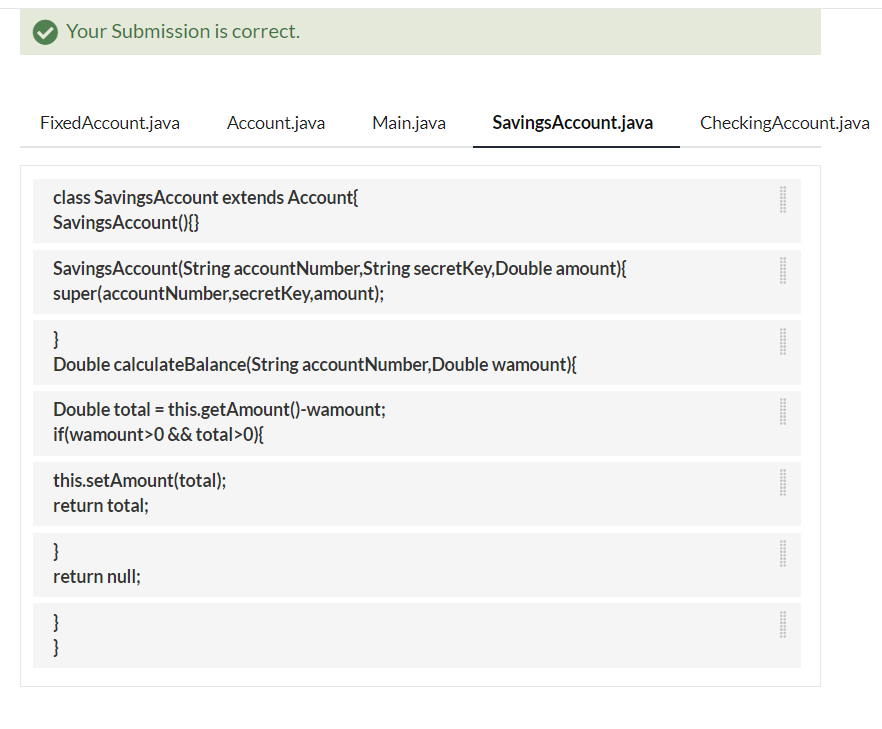 Your Submission is correct.
FixedAccount.java Account.java Main.java SavingsAccount.java CheckingAccount.java
class SavingsAccount extends Account{
SavingsAccount(){}
SavingsAccount(String accountNumber,String secretKey,Double amount){
super(accountNumber,secretKey,amount);
}
Double calculateBalance(String accountNumber,Double wamount){
Double total = this.getAmount()-wamount;
if(wamount>0 && total>0){
this.setAmount(total);
return total;
}
return null;
}
}